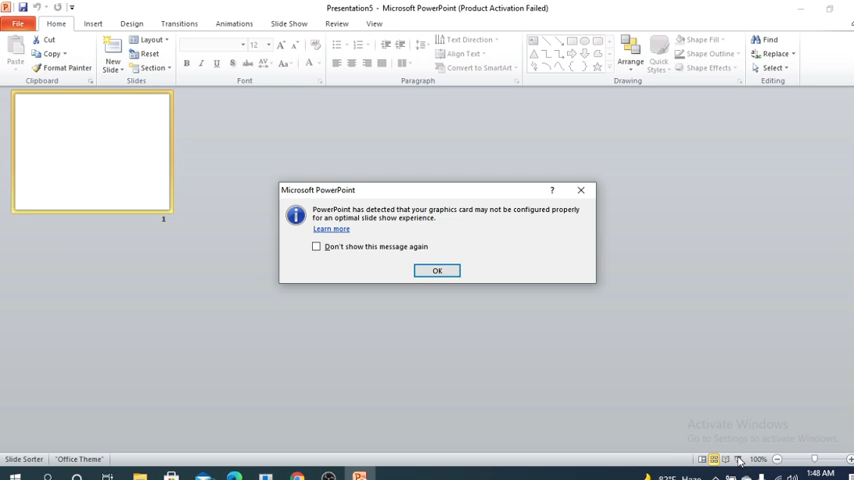 Presentation5 - Microsoft PowerPoint (Product Activation Failed)
File Home Insert Design Transitions Animations Slide Show Review View
Paste
Cut
Copy
Format Painter
Clipboard
New
Slide
Layout
Reset
Section
Slides
12
B I U S abc AV Aa A
Font
Text Direction
Align Text
Convert to SmartArt
Paragraph
Arrange
Quick
Styles
Shape Fill
Shape Outline
Shape Effects
Drawing
Find
Replace
Select
Editing
1
Microsoft PowerPoint
?
PowerPoint has detected that your graphics card may not be configured properly
for an optimal slide show experience.
Learn more
Don't show this message again
OK
Activate Windows
Go to Settings to activate Windows.
Slide Sorter "Office Theme" 100%
82°F Haze 1:48 AM